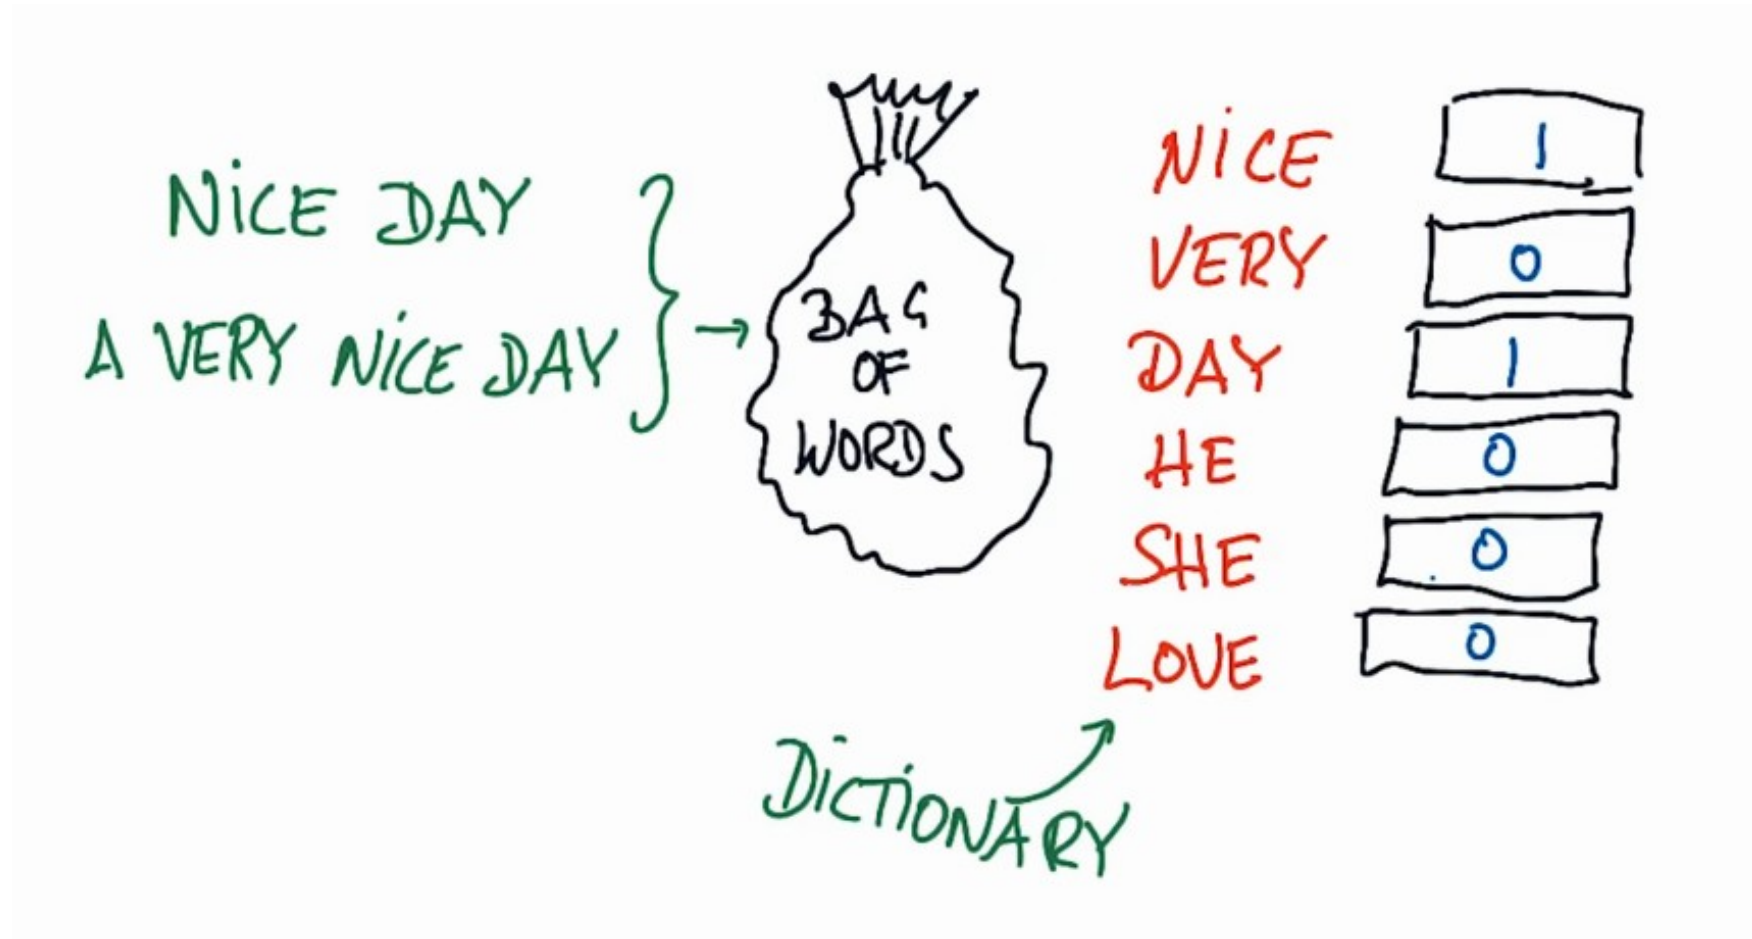 NiCE DAY
A VERY NiCE DAY
BAG
OF
WORDS
NiCE 1
VERY 0
DAY 1
HE 0
SHE 0
LOVE 0
DiCTiONARY